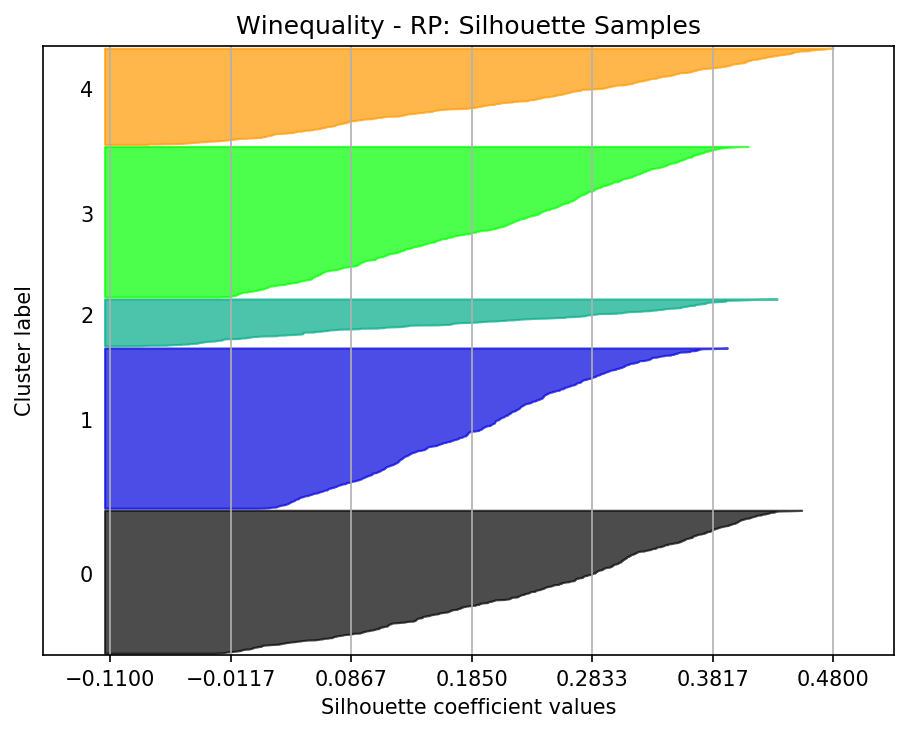 Winequality - RP: Silhouette Samples
4
3
2
1
0
Cluster label
−0.1100 −0.0117 0.0867 0.1850 0.2833 0.3817 0.4800
Silhouette coefficient values